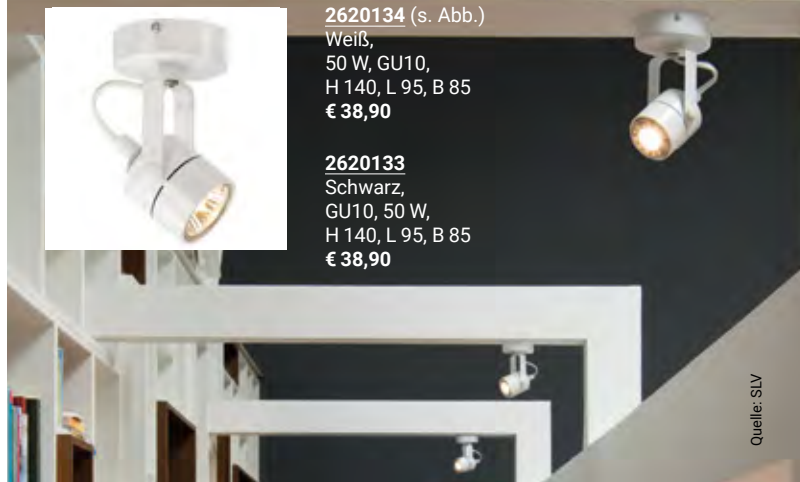 2620134 (s. Abb.)
Weiß,
50 W, GU10,
H 140, L 95, B 85
€ 38,90
2620133
Schwarz,
GU10, 50 W,
H 140, L 95, B 85
€ 38,90
Quelle: SLV